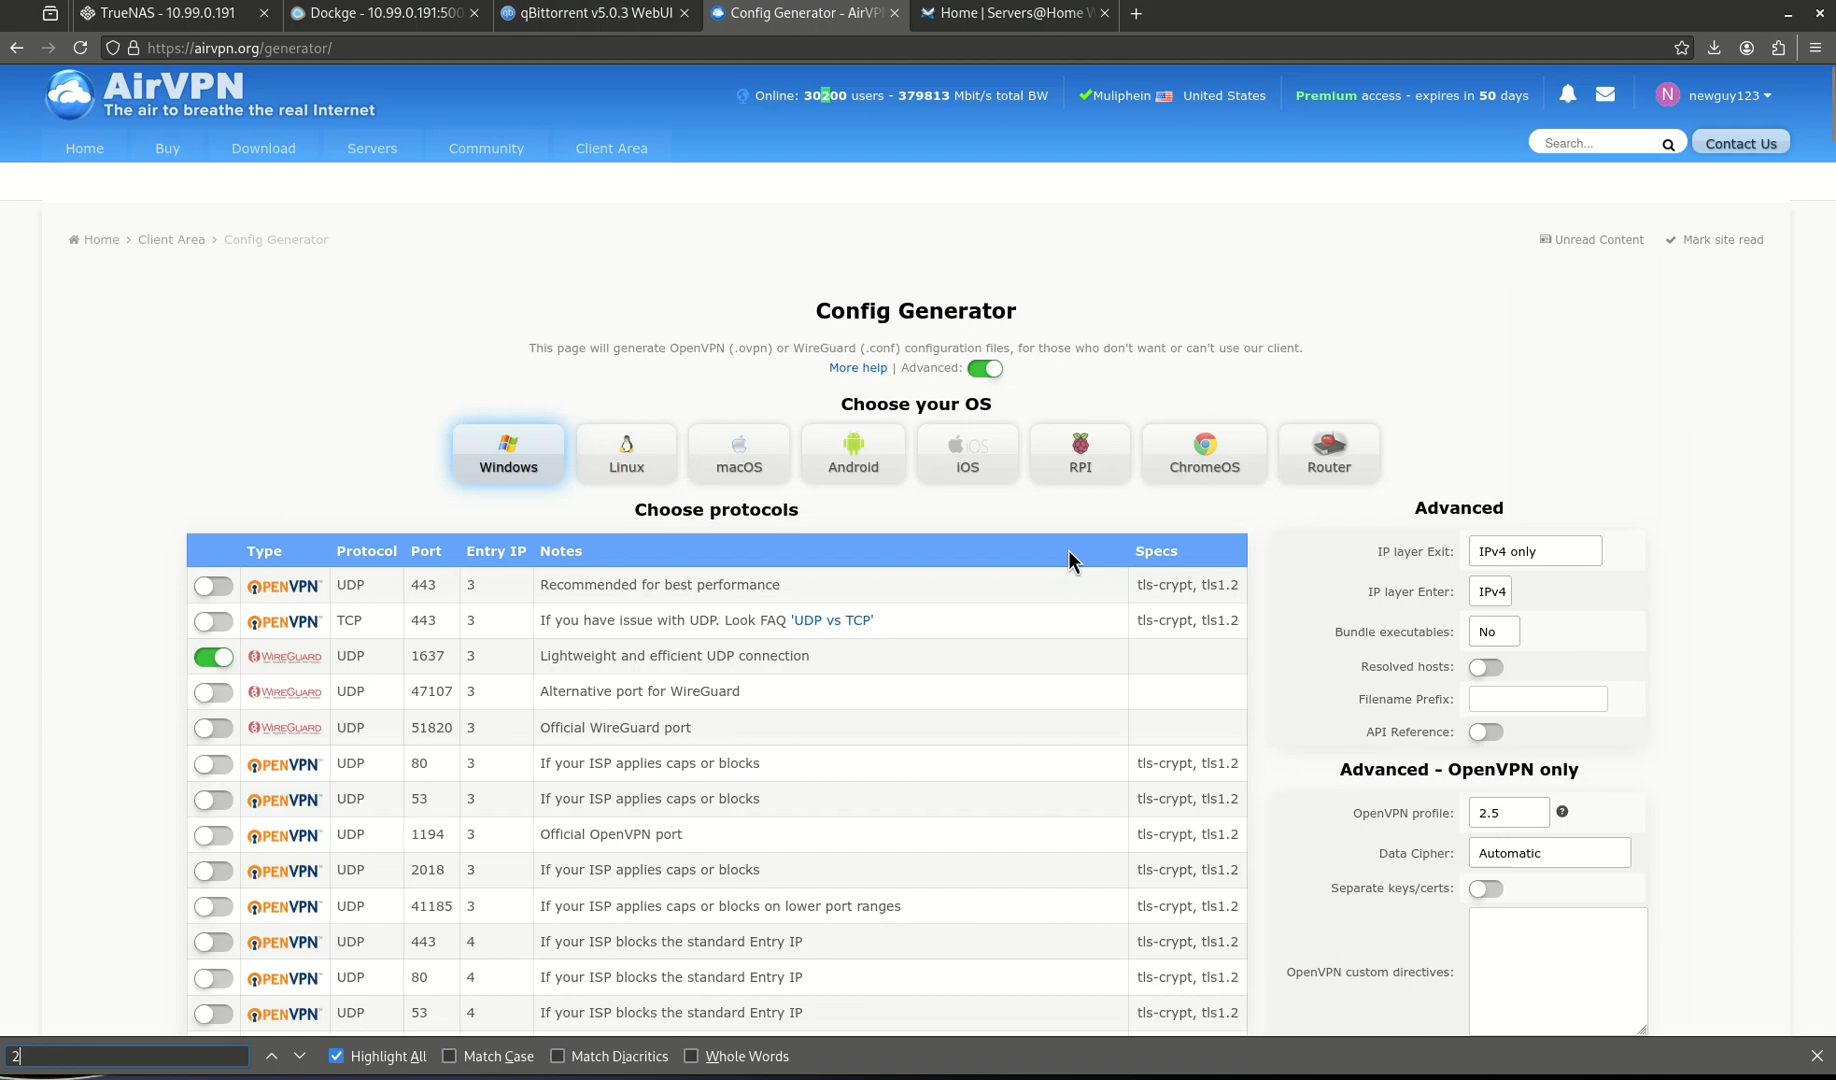 TrueNAS - 10.99.0.191
Dockge - 10.99.0.191:500
qBittorrent v5.0.3 WebUI
Config Generator - AirVP
Home | Servers@Home W
https://airvpn.org/generator/
AirVPN
The air to breathe the real Internet
Online: 30200 users - 379813 Mbit/s total BW
Muliphein United States
Premium access - expires in 50 days
N newguy123
Home Buy Download Servers Community Client Area
Search...
Contact Us
Home > Client Area > Config Generator
Unread Content
Mark site read
Config Generator
This page will generate OpenVPN (.ovpn) or WireGuard (.conf) configuration files, for those who don't want or can't use our client.
More help | Advanced:
Choose your OS
Windows Linux macOS Android iOS RPI ChromeOS Router
Choose protocols
Type Protocol Port Entry IP Notes Specs
OPENVPN UDP 443 3 Recommended for best performance tls-crypt, tls1.2
OPENVPN TCP 443 3 If you have issue with UDP. Look FAQ 'UDP vs TCP' tls-crypt, tls1.2
WIREGUARD UDP 1637 3 Lightweight and efficient UDP connection
WIREGUARD UDP 47107 3 Alternative port for WireGuard
WIREGUARD UDP 51820 3 Official WireGuard port
OPENVPN UDP 80 3 If your ISP applies caps or blocks tls-crypt, tls1.2
OPENVPN UDP 53 3 If your ISP applies caps or blocks tls-crypt, tls1.2
OPENVPN UDP 1194 3 Official OpenVPN port tls-crypt, tls1.2
OPENVPN UDP 2018 3 If your ISP applies caps or blocks tls-crypt, tls1.2
OPENVPN UDP 41185 3 If your ISP applies caps or blocks on lower port ranges tls-crypt, tls1.2
OPENVPN UDP 443 4 If your ISP blocks the standard Entry IP tls-crypt, tls1.2
OPENVPN UDP 80 4 If your ISP blocks the standard Entry IP tls-crypt, tls1.2
OPENVPN UDP 53 4 If your ISP blocks the standard Entry IP tls-crypt, tls1.2
Advanced
IP layer Exit: IPv4 only
IP layer Enter: IPv4
Bundle executables: No
Resolved hosts:
Filename Prefix:
API Reference:
Advanced - OpenVPN only
OpenVPN profile: 2.5
Data Cipher: Automatic
Separate keys/certs:
OpenVPN custom directives:
2 Highlight All Match Case Match Diacritics Whole Words